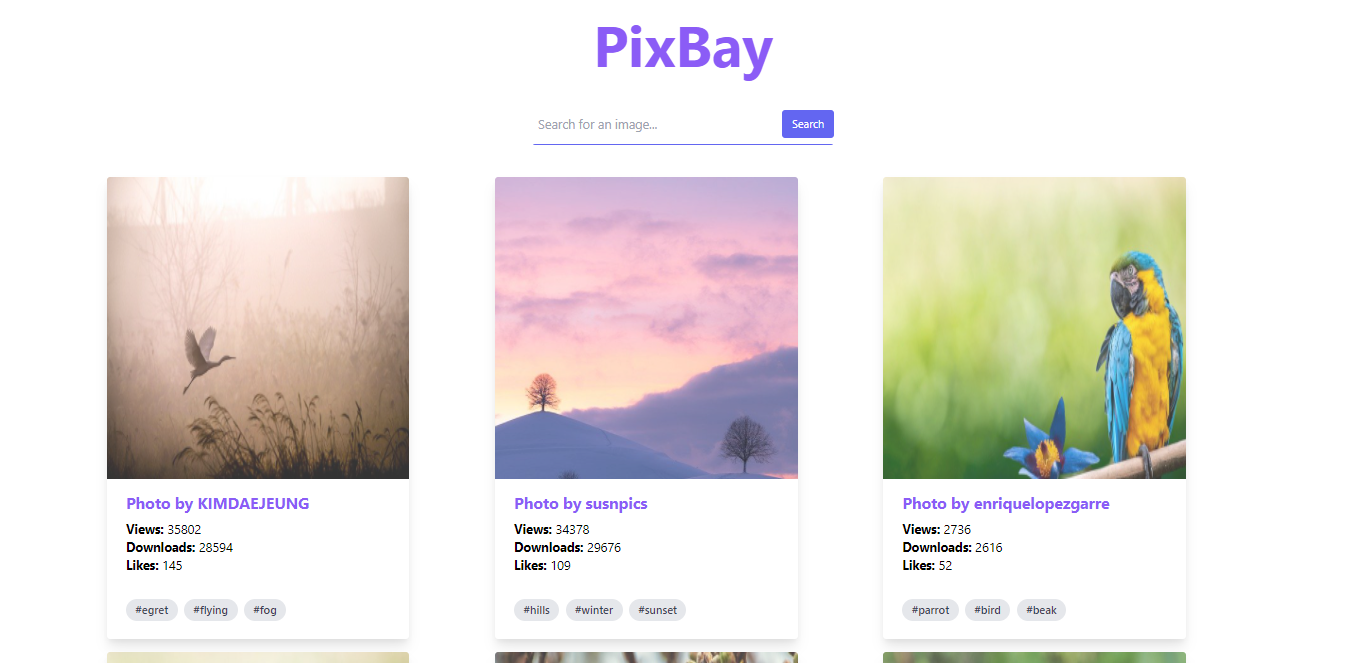 PixBay
Search for an image...
Search
Photo by KIMDAEJEUNG
Views: 35802
Downloads: 28594
Likes: 145
#egret #flying #fog
Photo by susnpics
Views: 34378
Downloads: 29676
Likes: 109
#hills #winter #sunset
Photo by enriquelopezgarre
Views: 2736
Downloads: 2616
Likes: 52
#parrot #bird #beak